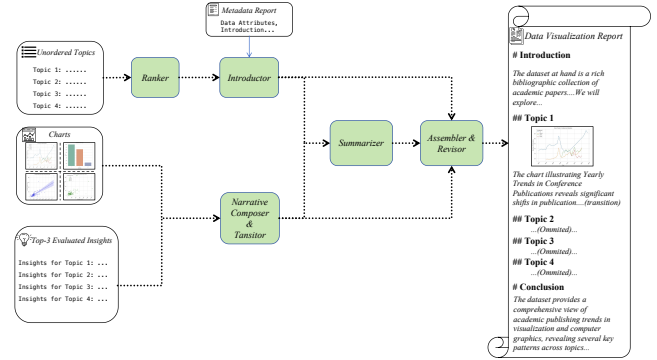 Metadata Report
Data Attributes,
Introduction...
Unordered Topics
Topic 1: ......
Topic 2: ......
Topic 3: ......
Topic 4: ......
Ranker
Introductor
Charts
Summarizer
Assembler &
Revisor
Narrative
Composer
&
Tansitor
Top-3 Evaluated Insights
Insights for Topic 1: ...
Insights for Topic 2: ...
Insights for Topic 3: ...
Insights for Topic 4: ...
Data Visualization Report
# Introduction
The dataset at hand is a rich
bibliographic collection of
academic papers....We will
explore...
## Topic 1
The chart illustrating Yearly
Trends in Conference
Publications reveals significant
shifts in publication....(transition)
## Topic 2
...(Ommited)...
## Topic 3
...(Ommited)...
## Topic 4
...(Ommited)...
# Conclusion
The dataset provides a
comprehensive view of
academic publishing trends in
visualization and computer
graphics, revealing several key
patterns across topics...